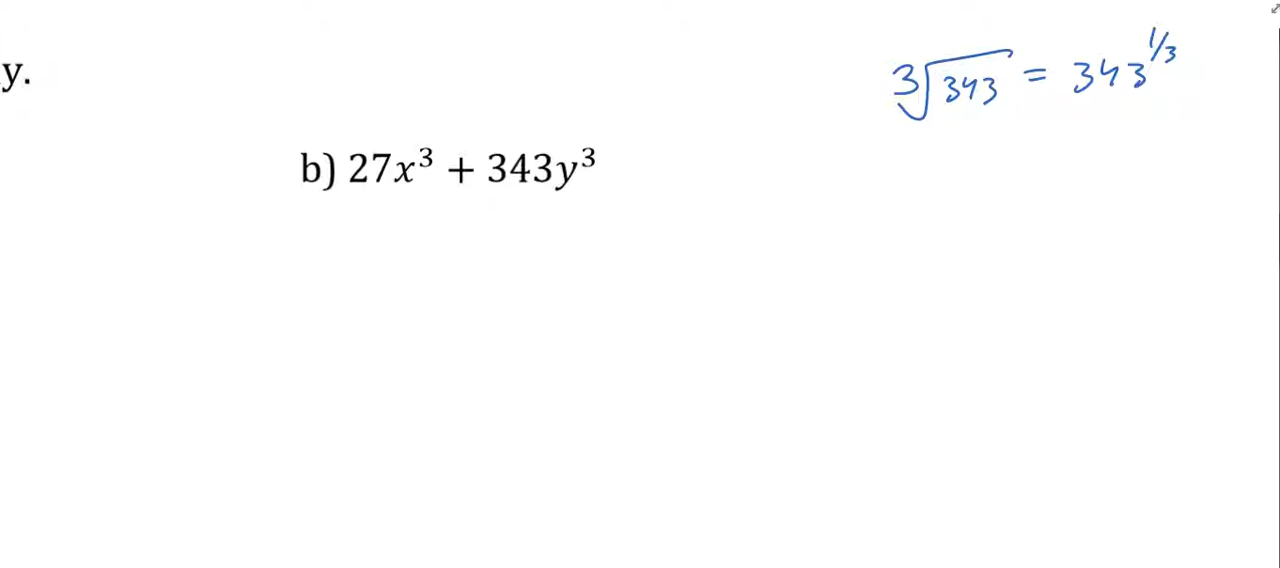 ∛343 = 343^1/3
y.
b) 27x³ + 343y³